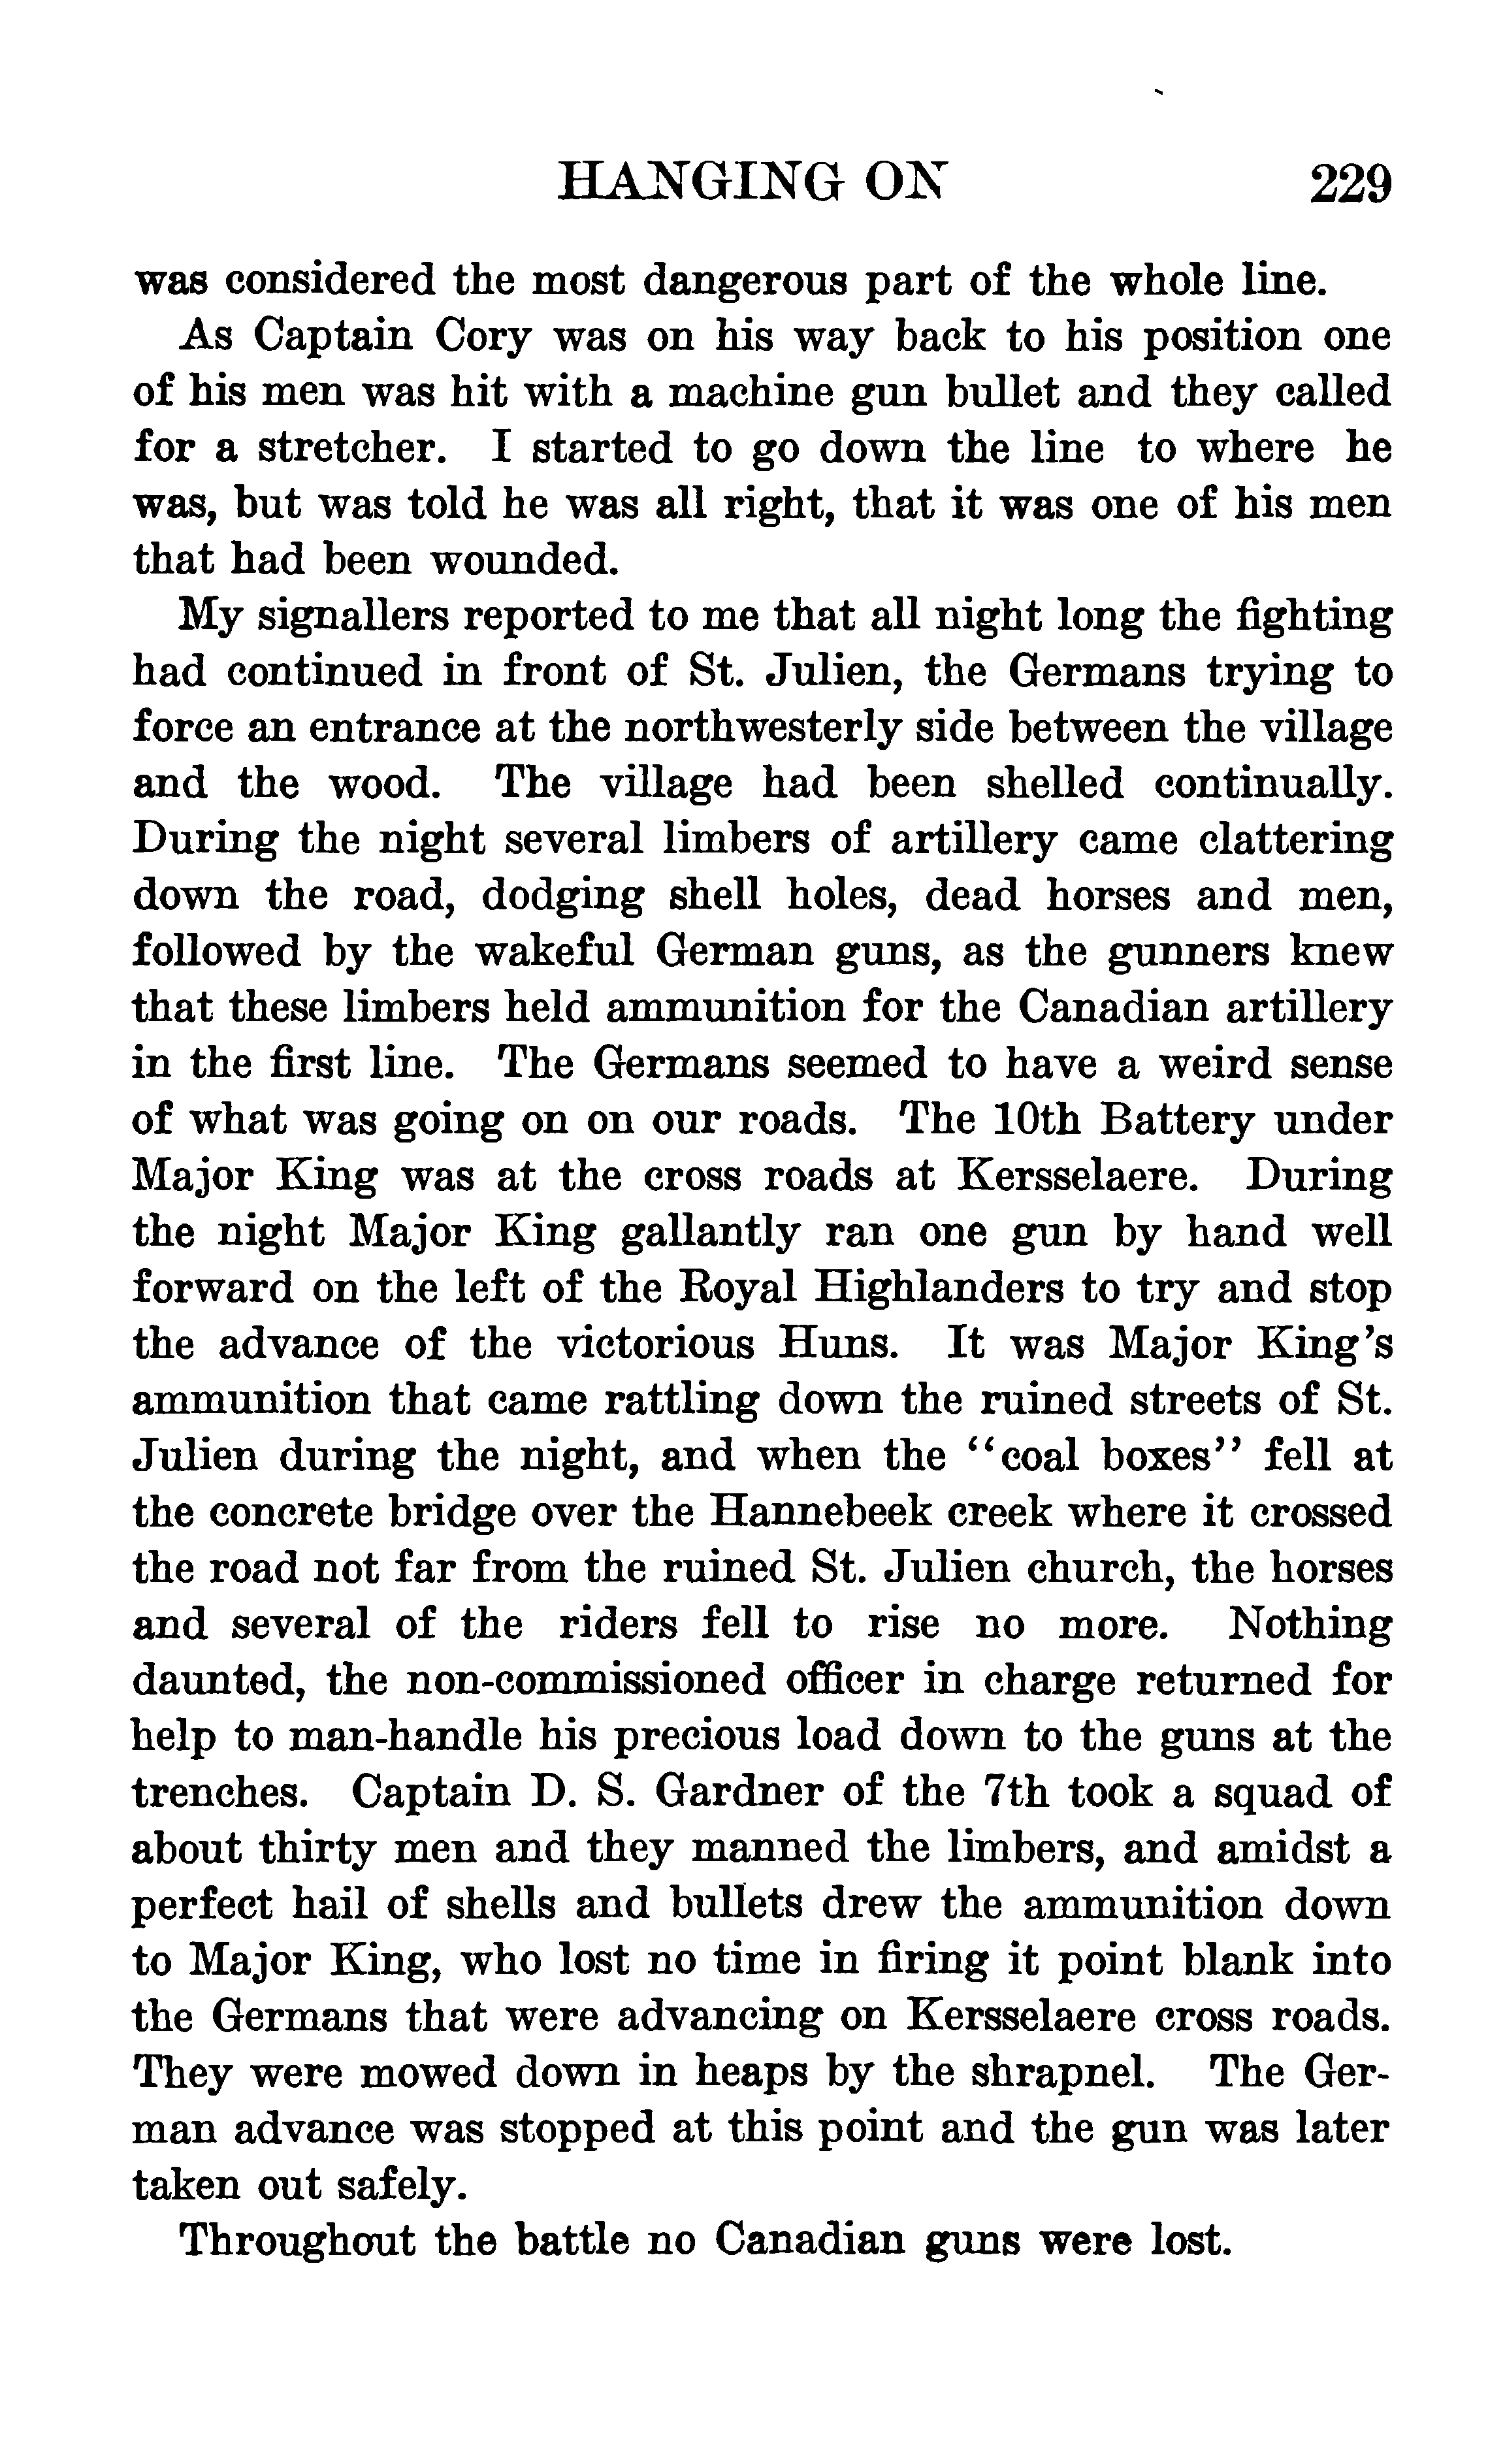 HANGING ON 229
was considered the most dangerous part of the whole line.
As Captain Cory was on his way back to his position one
of his men was hit with a machine gun bullet and they called
for a stretcher. I started to go down the line to where he
was, but was told he was all right, that it was one of his men
that had been wounded.
My signallers reported to me that all night long the fighting
had continued in front of St. Julien, the Germans trying to
force an entrance at the northwesterly side between the village
and the wood. The village had been shelled continually.
During the night several limbers of artillery came clattering
down the road, dodging shell holes, dead horses and men,
followed by the wakeful German guns, as the gunners knew
that these limbers held ammunition for the Canadian artillery
in the first line. The Germans seemed to have a weird sense
of what was going on on our roads. The 10th Battery under
Major King was at the cross roads at Kersselaere. During
the night Major King gallantly ran one gun by hand well
forward on the left of the Royal Highlanders to try and stop
the advance of the victorious Huns. It was Major King's
ammunition that came rattling down the ruined streets of St.
Julien during the night, and when the "coal boxes" fell at
the concrete bridge over the Hannebeek creek where it crossed
the road not far from the ruined St. Julien church, the horses
and several of the riders fell to rise no more. Nothing
daunted, the non-commissioned officer in charge returned for
help to man-handle his precious load down to the guns at the
trenches. Captain D. S. Gardner of the 7th took a squad of
about thirty men and they manned the limbers, and amidst a
perfect hail of shells and bullets drew the ammunition down
to Major King, who lost no time in firing it point blank into
the Germans that were advancing on Kersselaere cross roads.
They were mowed down in heaps by the shrapnel. The Ger-
man advance was stopped at this point and the gun was later
taken out safely.
Throughout the battle no Canadian guns were lost.